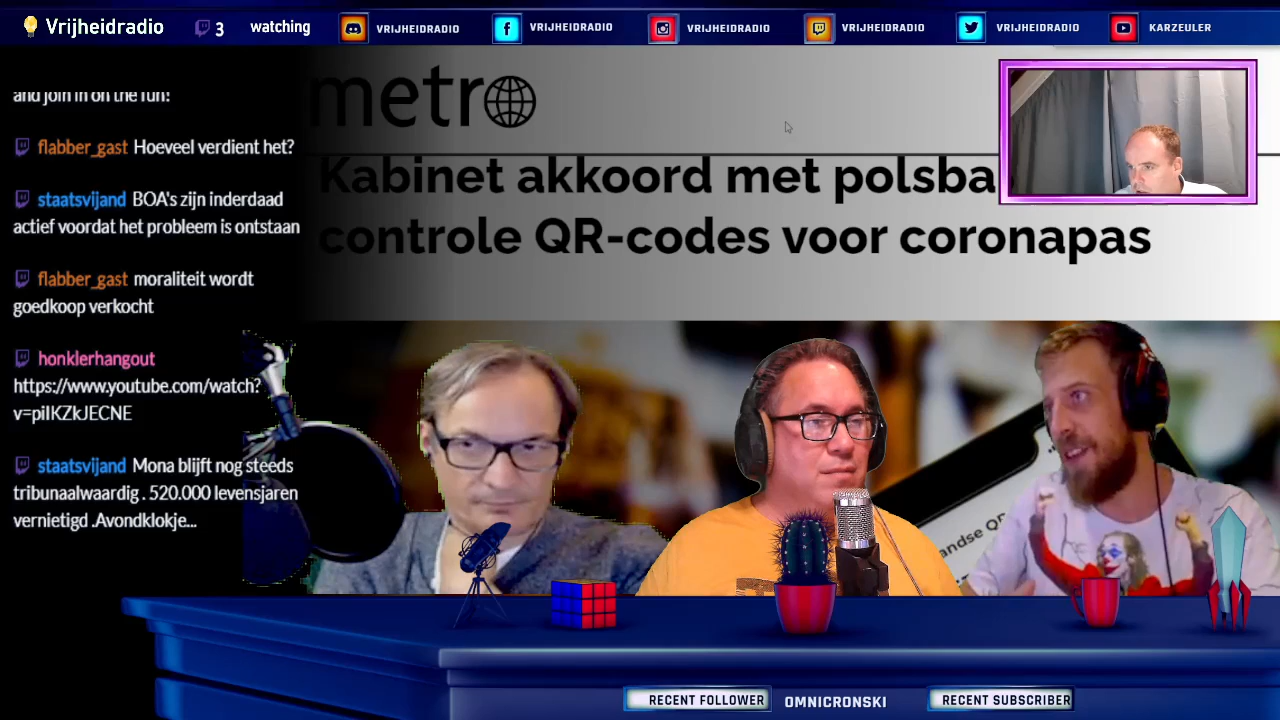 Vrijheidradio
3
watching
VRIJHEIDRADIO
VRIJHEIDRADIO
VRIJHEIDRADIO
VRIJHEIDRADIO
VRIJHEIDRADIO
KARZEULER
and join in on the fun!
flabber_gast Hoeveel verdient het?
staatsvijand BOA's zijn inderdaad
actief voordat het probleem is ontstaan
flabber_gast moraliteit wordt
goedkoop verkocht
honklerhangout
https://www.youtube.com/watch?
v=piIKZkJECNE
staatsvijand Mona blijft nog steeds
tribunaalwaardig . 520.000 levensjaren
vernietigd .Avondklokje...
metro
Kabinet akkoord met polsba
controle QR-codes voor coronapas
andse QR
RECENT FOLLOWER
OMNICRONSKI
RECENT SUBSCRIBER